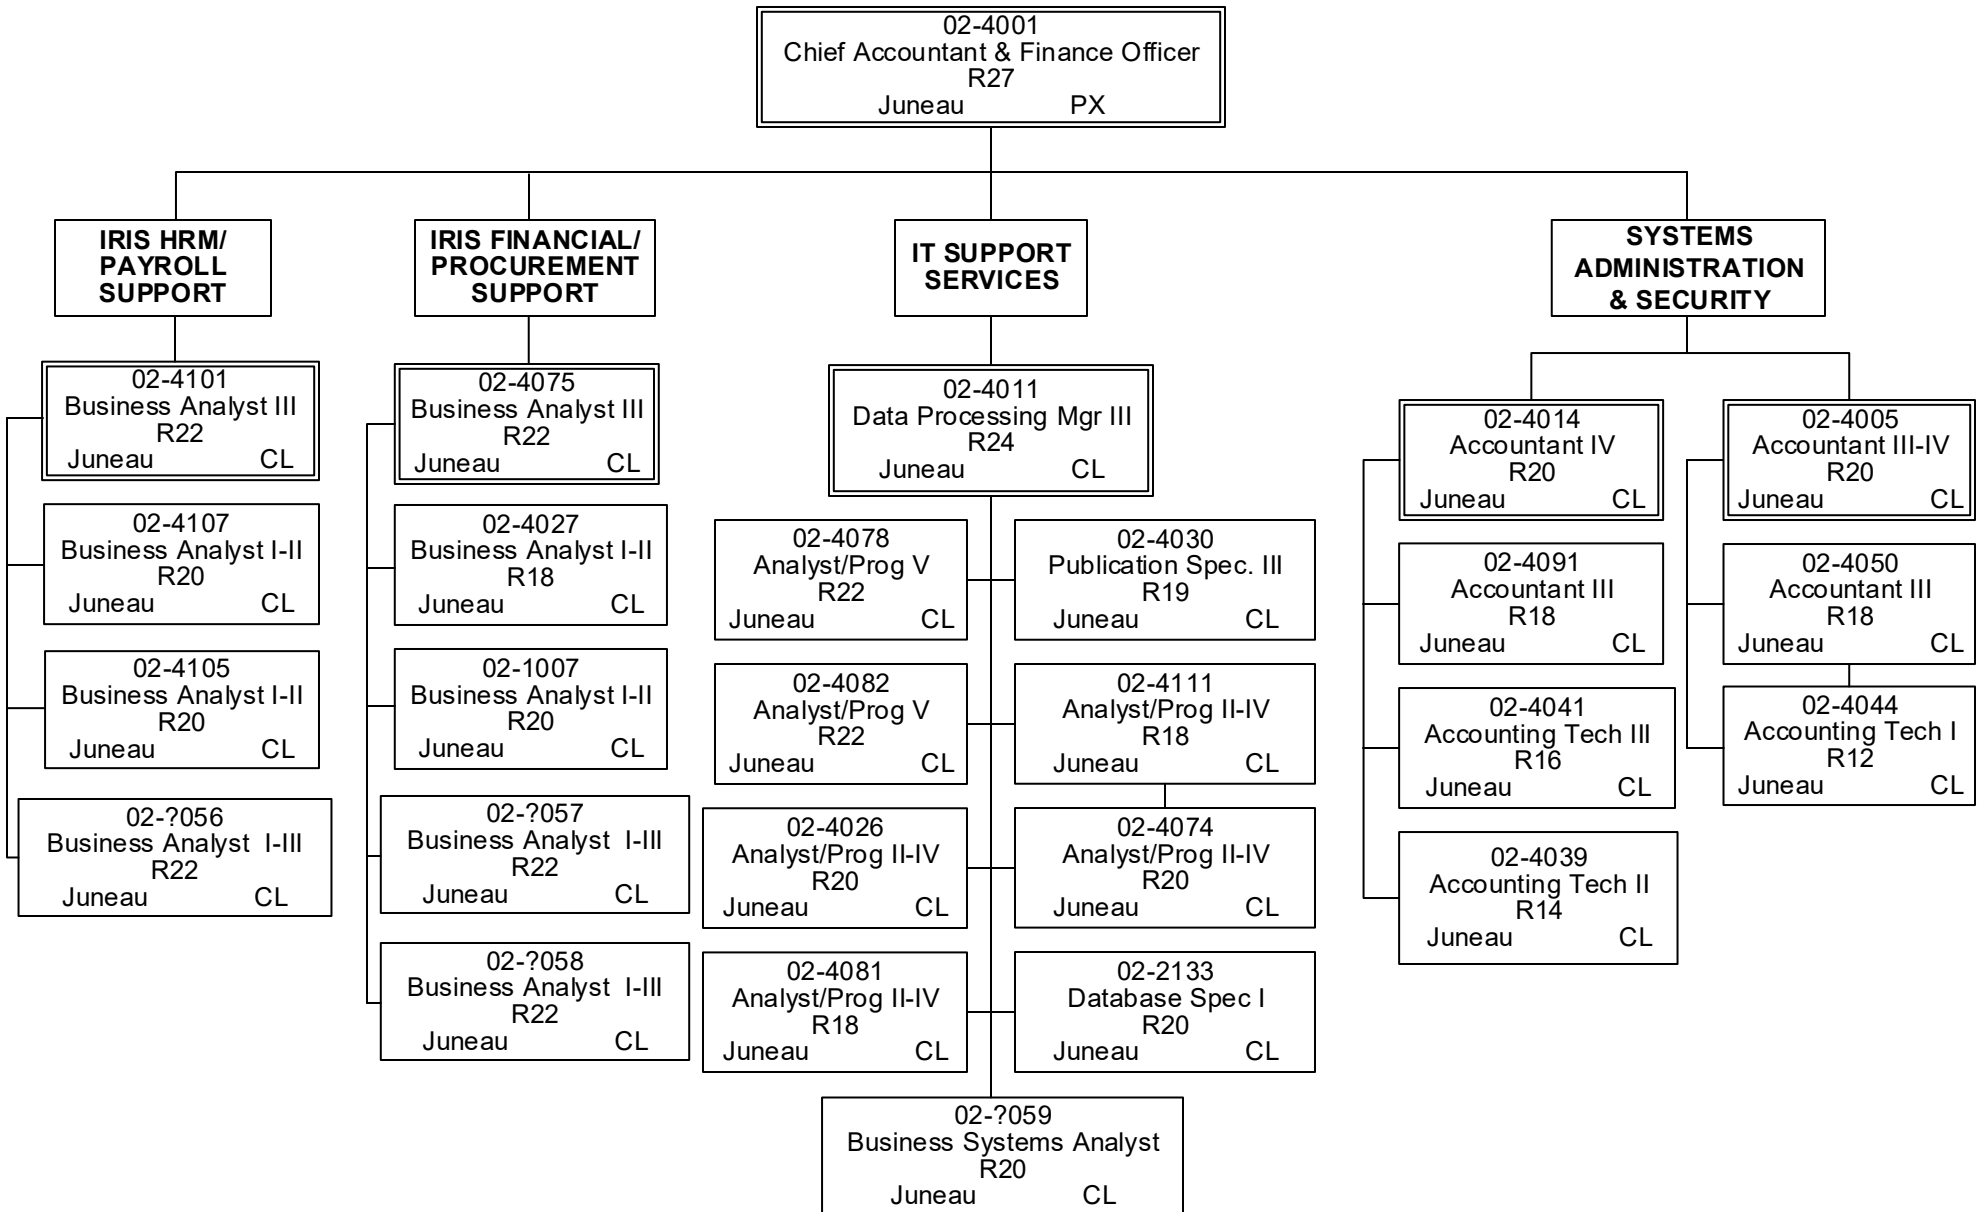 02-4001
Chief Accountant & Finance Officer
R27
Juneau PX
IRIS HRM/
PAYROLL
SUPPORT
02-4101
Business Analyst III
R22
Juneau CL
02-4107
Business Analyst I-II
R20
Juneau CL
02-4105
Business Analyst I-II
R20
Juneau CL
02-?056
Business Analyst I-III
R22
Juneau CL
IRIS FINANCIAL/
PROCUREMENT
SUPPORT
02-4075
Business Analyst III
R22
Juneau CL
02-4027
Business Analyst I-II
R18
Juneau CL
02-1007
Business Analyst I-II
R20
Juneau CL
02-?057
Business Analyst I-III
R22
Juneau CL
02-?058
Business Analyst I-III
R22
Juneau CL
IT SUPPORT
SERVICES
02-4011
Data Processing Mgr III
R24
Juneau CL
02-4078
Analyst/Prog V
R22
Juneau CL
02-4030
Publication Spec. III
R19
Juneau CL
02-4082
Analyst/Prog V
R22
Juneau CL
02-4111
Analyst/Prog II-IV
R18
Juneau CL
02-4026
Analyst/Prog II-IV
R20
Juneau CL
02-4074
Analyst/Prog II-IV
R20
Juneau CL
02-4081
Analyst/Prog II-IV
R18
Juneau CL
02-2133
Database Spec I
R20
Juneau CL
02-?059
Business Systems Analyst
R20
Juneau CL
SYSTEMS
ADMINISTRATION
& SECURITY
02-4014
Accountant IV
R20
Juneau CL
02-4091
Accountant III
R18
Juneau CL
02-4041
Accounting Tech III
R16
Juneau CL
02-4039
Accounting Tech II
R14
Juneau CL
02-4005
Accountant III-IV
R20
Juneau CL
02-4050
Accountant III
R18
Juneau CL
02-4044
Accounting Tech I
R12
Juneau CL